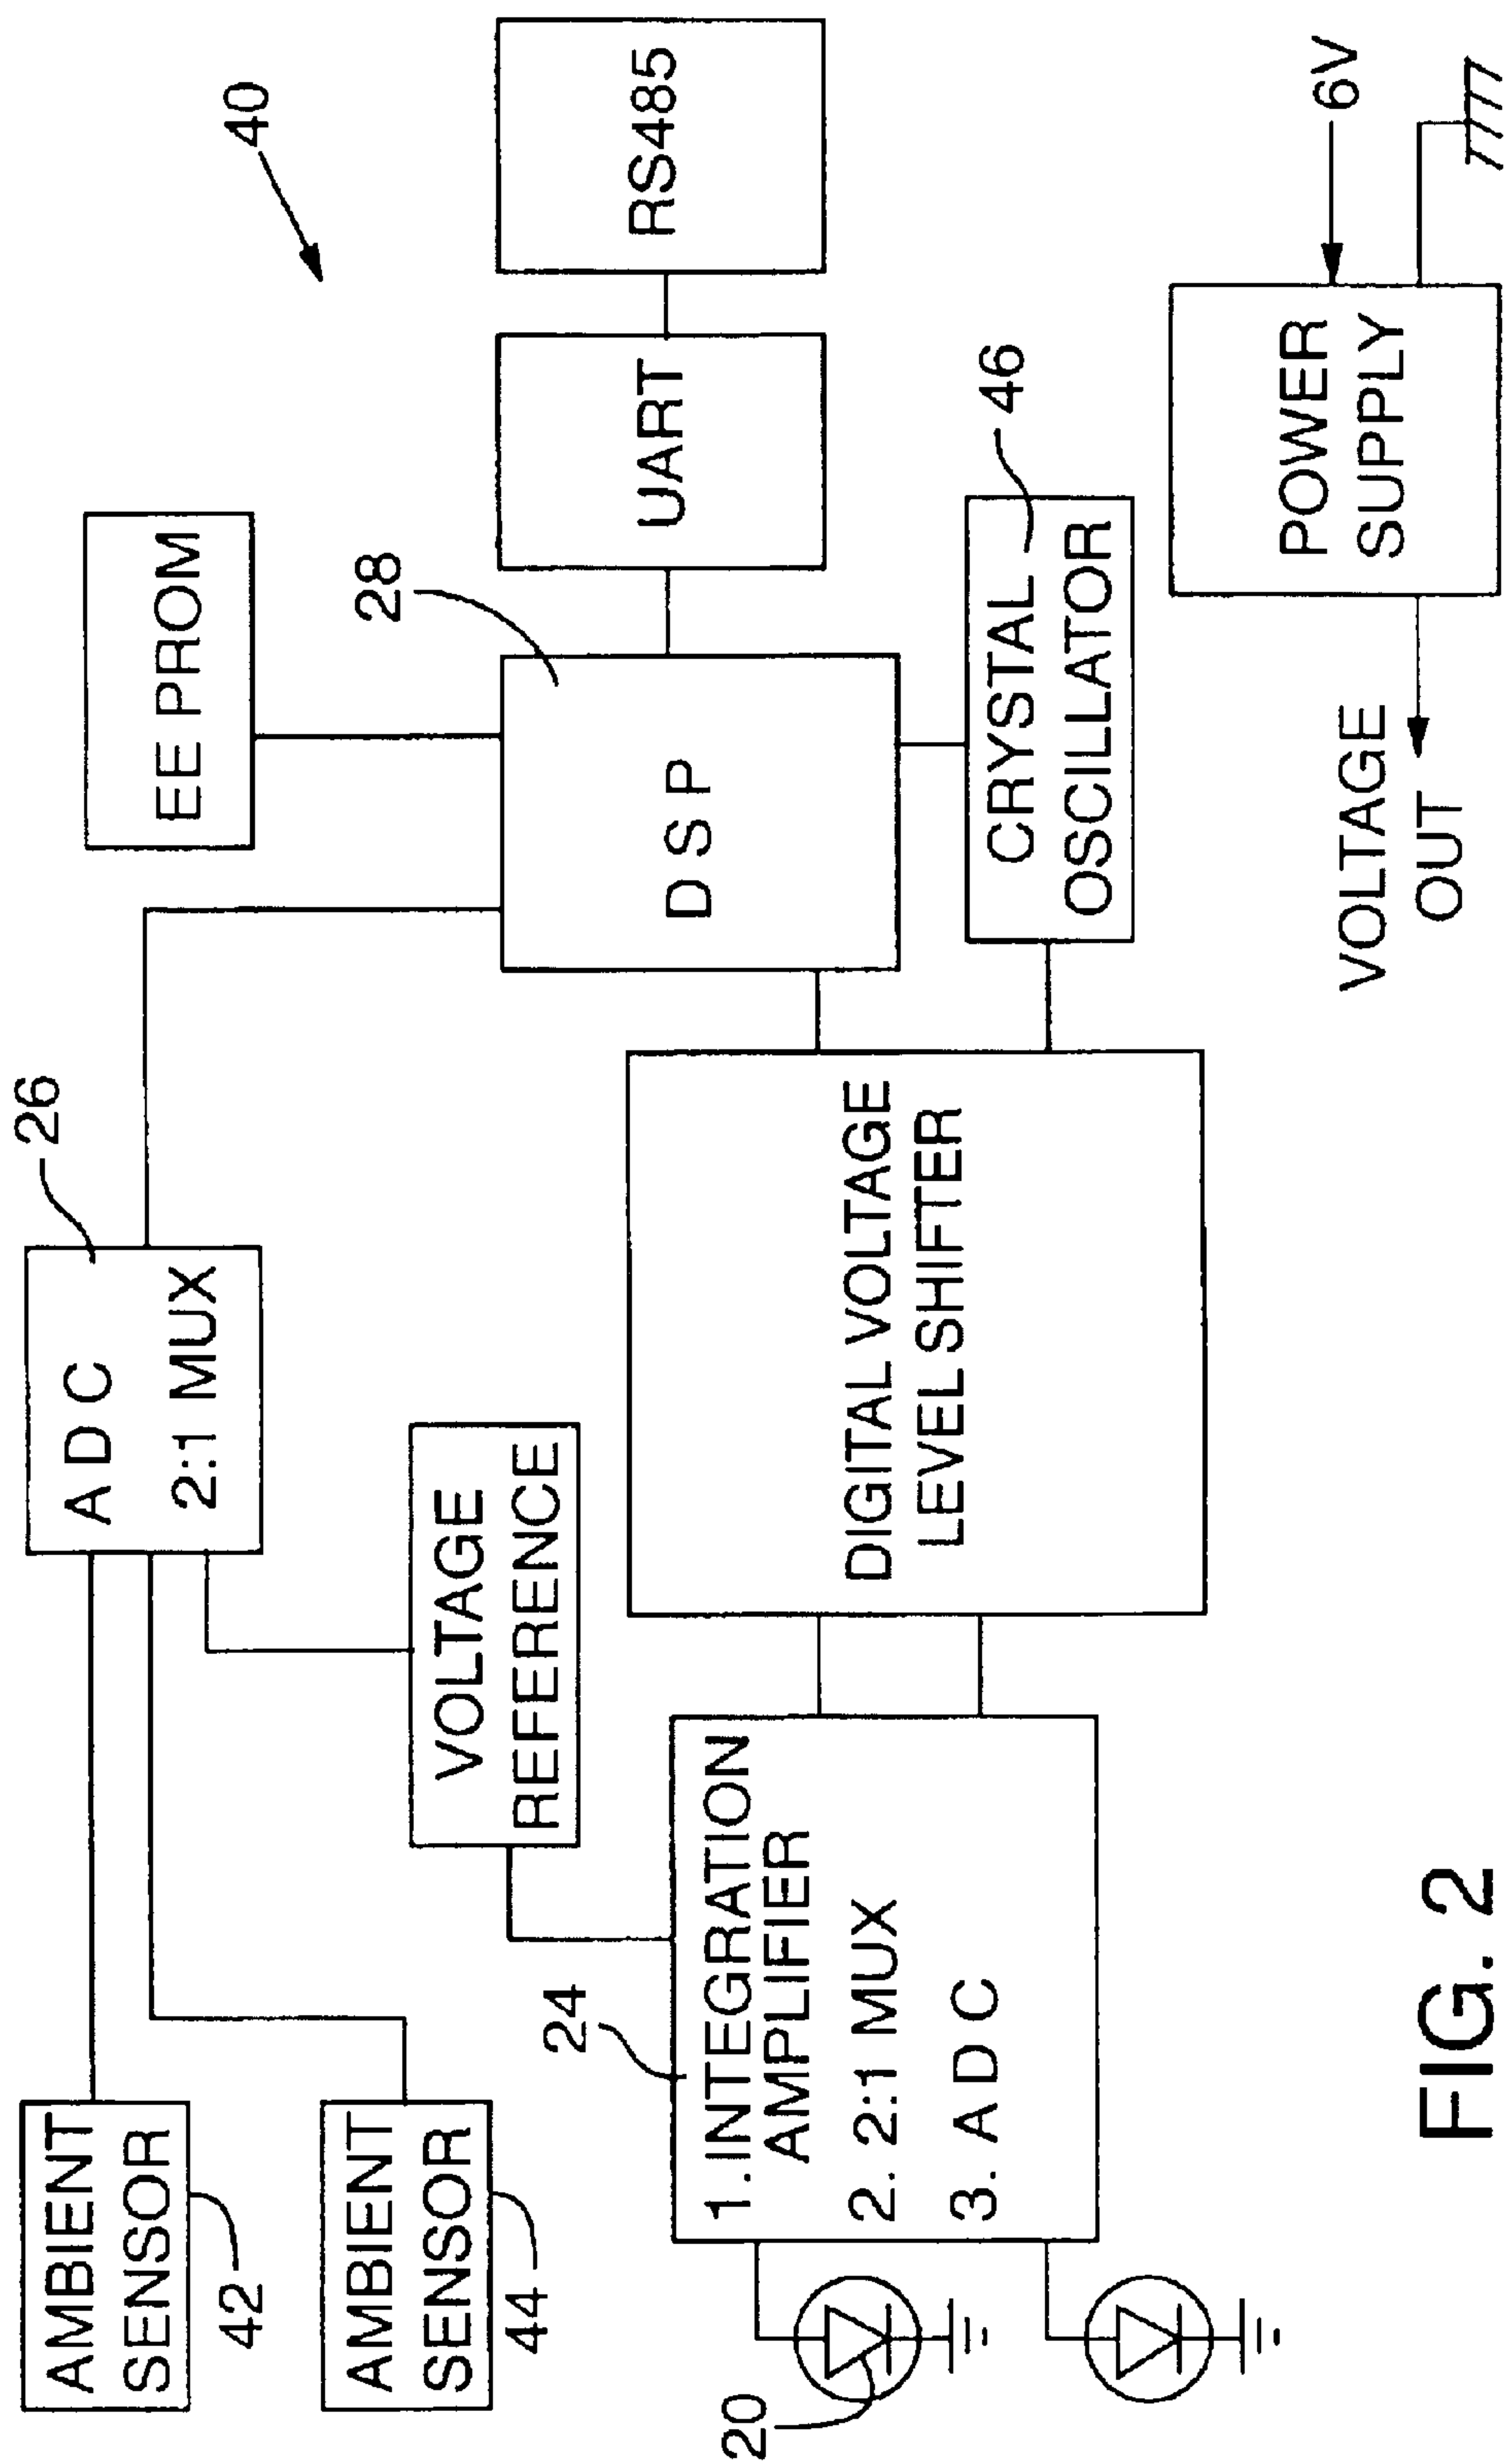 40
26
AMBIENT
SENSOR
42
AMBIENT
SENSOR
44
A D C
2:1 MUX
EE PROM
VOLTAGE
REFERENCE
28
D S P
UART
RS485
24
1.INTEGRATION
AMPLIFIER
2. 2:1 MUX
3. A D C
DIGITAL VOLTAGE
LEVEL SHIFTER
CRYSTAL
OSCILLATOR
46
20
POWER
SUPPLY
6V
VOLTAGE
OUT
FIG. 2